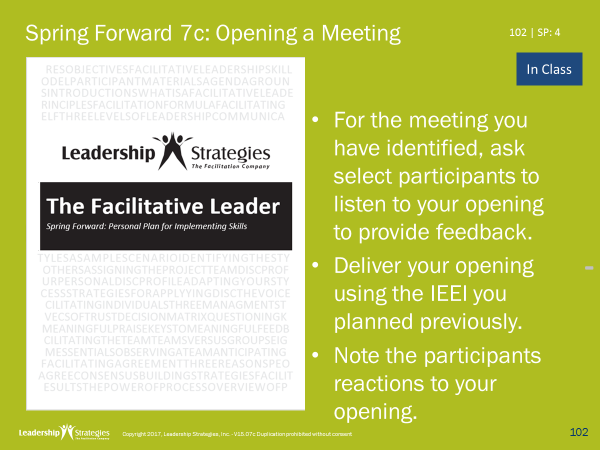 Spring Forward 7c: Opening a Meeting
102 | SP: 4
In Class
RESOBJECTIVESFACILITATIVELEADERSHIPSKILL
ODELPARTICIPANTMATERIALSAGENDAGROUN
SINTRODUCTIONSWHATISAFACILITATIVELEADE
RINCIPLESFACILITATIONFORMULAFACILITATING
ELFTHREELEVELSOFLEADERSHIPCOMMUNICA
Leadership Strategies
The Facilitation Company
The Facilitative Leader
Spring Forward: Personal Plan for Implementing Skills
TYLESASAMPLESCENARIOIDENTIFYINGTHESTY
OTHERSASSIGNINGTHEPROJECTTEAMDISCPROF
URPERSONALDISCPROFILEADAPTINGYOURSTY
CESSSTRATEGIESFORAPPLYYINGDISCTHEVOICE
CILITATINGINDIVIDUALSTHREEMANAGMENTST
VECSOFTRUSTDECISIONMATRIXQUESTIONINGK
MEANINGFULPRAISEKEYSTOMEANINGFULFEEDB
CILITATINGTHETEAMTEAMSVERSUSGROUPSEIG
MESSENTIALSOBSERVINGATEAMANTICIPATING
FACILITATINGAGREEMENTTHREEREASONSPEO
AGREECONSENSUSBUILDINGSTRATEGIESFACILIT
ESULTSTHEPOWEROFPROCESSOVERVIEWOFP
• For the meeting you
have identified, ask
select participants to
listen to your opening
to provide feedback.
• Deliver your opening
using the IEEI you
planned previously.
• Note the participants
reactions to your
opening.
Leadership Strategies
The Facilitation Company
Copyright 2017, Leadership Strategies, Inc. - V15.07c Duplication prohibited without consent
102